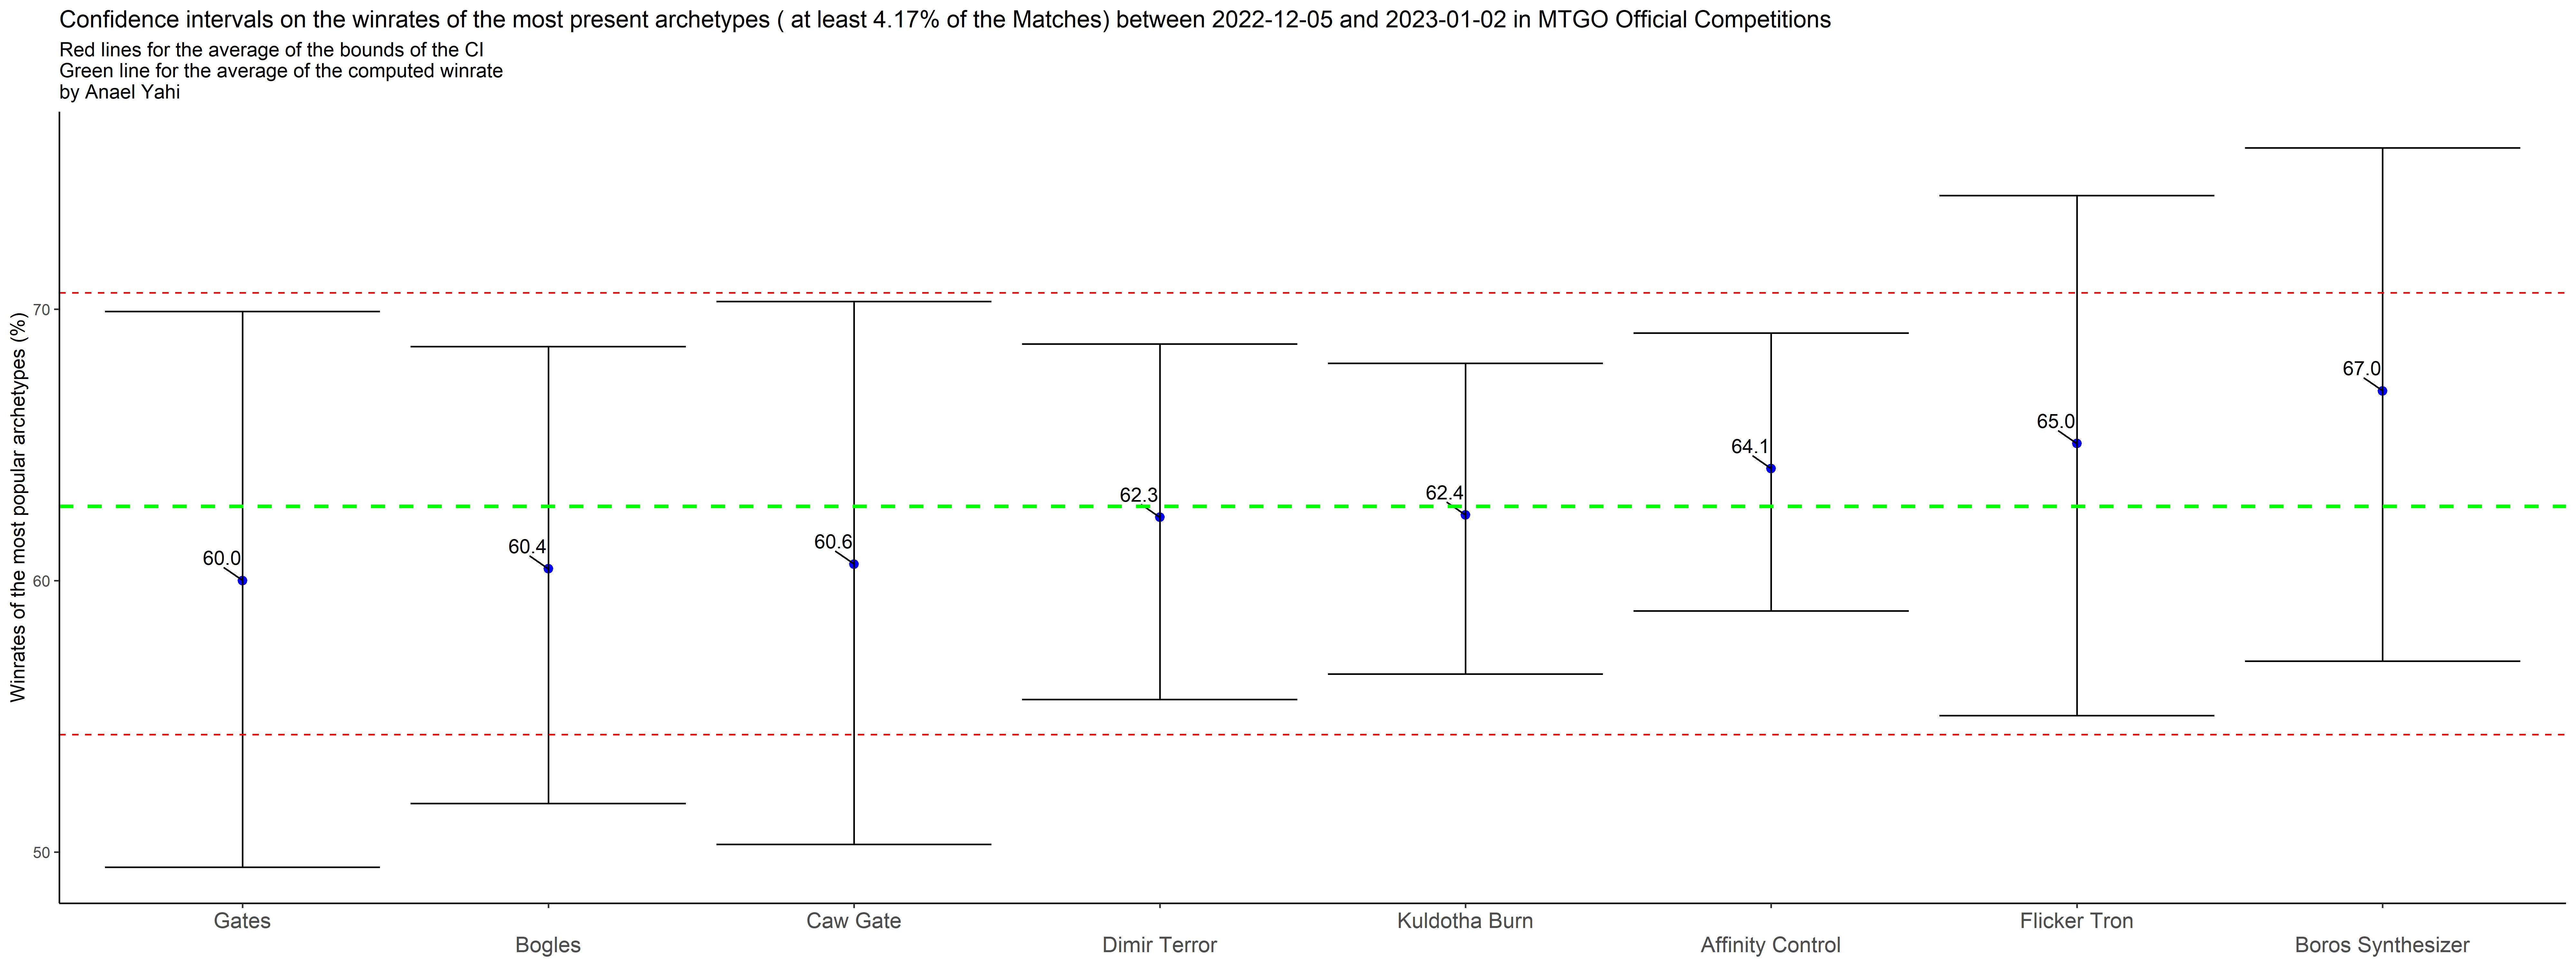 Confidence intervals on the winrates of the most present archetypes ( at least 4.17% of the Matches) between 2022-12-05 and 2023-01-02 in MTGO Official Competitions
Red lines for the average of the bounds of the CI
Green line for the average of the computed winrate
by Anael Yahi
Winrates of the most popular archetypes (%)
70
60
50
60.0
60.4
60.6
62.3
62.4
64.1
65.0
67.0
Gates
Bogles
Caw Gate
Dimir Terror
Kuldotha Burn
Affinity Control
Flicker Tron
Boros Synthesizer